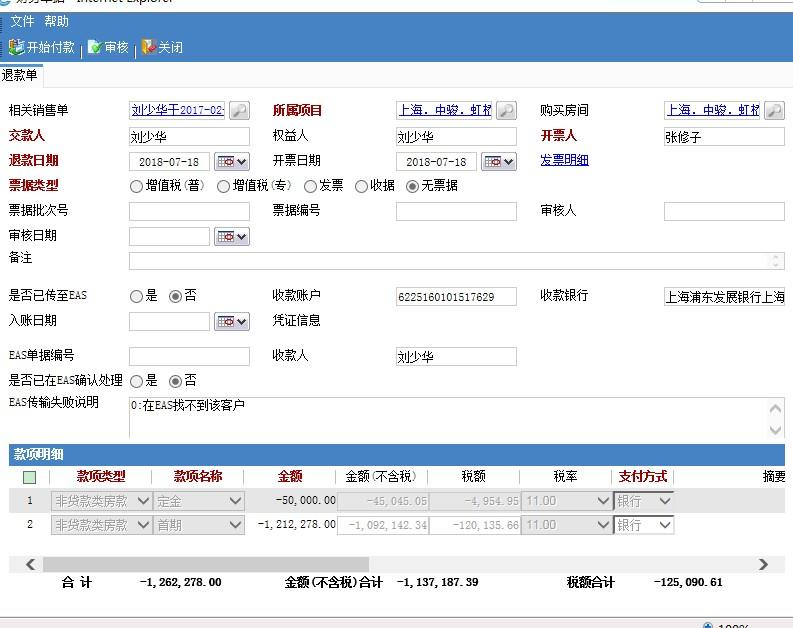 Internet Explorer
文件 帮助
开始付款 审核 关闭
退款单
相关销售单 刘少华于2017-02- 所属项目 上海．中骏．虹桥 购买房间 上海．中骏．虹桥
交款人 刘少华 权益人 刘少华 开票人 张修子
退款日期 2018-07-18 开票日期 2018-07-18 发票明细
票据类型 增值税(普) 增值税(专) 发票 收据 无票据
票据批次号 票据编号 审核人
审核日期
备注
是否已传至EAS 是 否 收款账户 6225160101517629 收款银行 上海浦东发展银行上海
入账日期 凭证信息
EAS单据编号 收款人 刘少华
是否已在EAS确认处理 是 否
EAS传输失败说明 0:在EAS找不到该客户
款项明细
款项类型 款项名称 金额 金额(不含税) 税额 税率 支付方式 摘要
1 非贷款类房款 定金 -50,000.00 -45,045.05 -4,954.95 11.00 银行
2 非贷款类房款 首期 -1,212,278.00 -1,092,142.34 -120,135.66 11.00 银行
合 计 -1,262,278.00 金额(不含税)合计 -1,137,187.39 税额合计 -125,090.61
100%